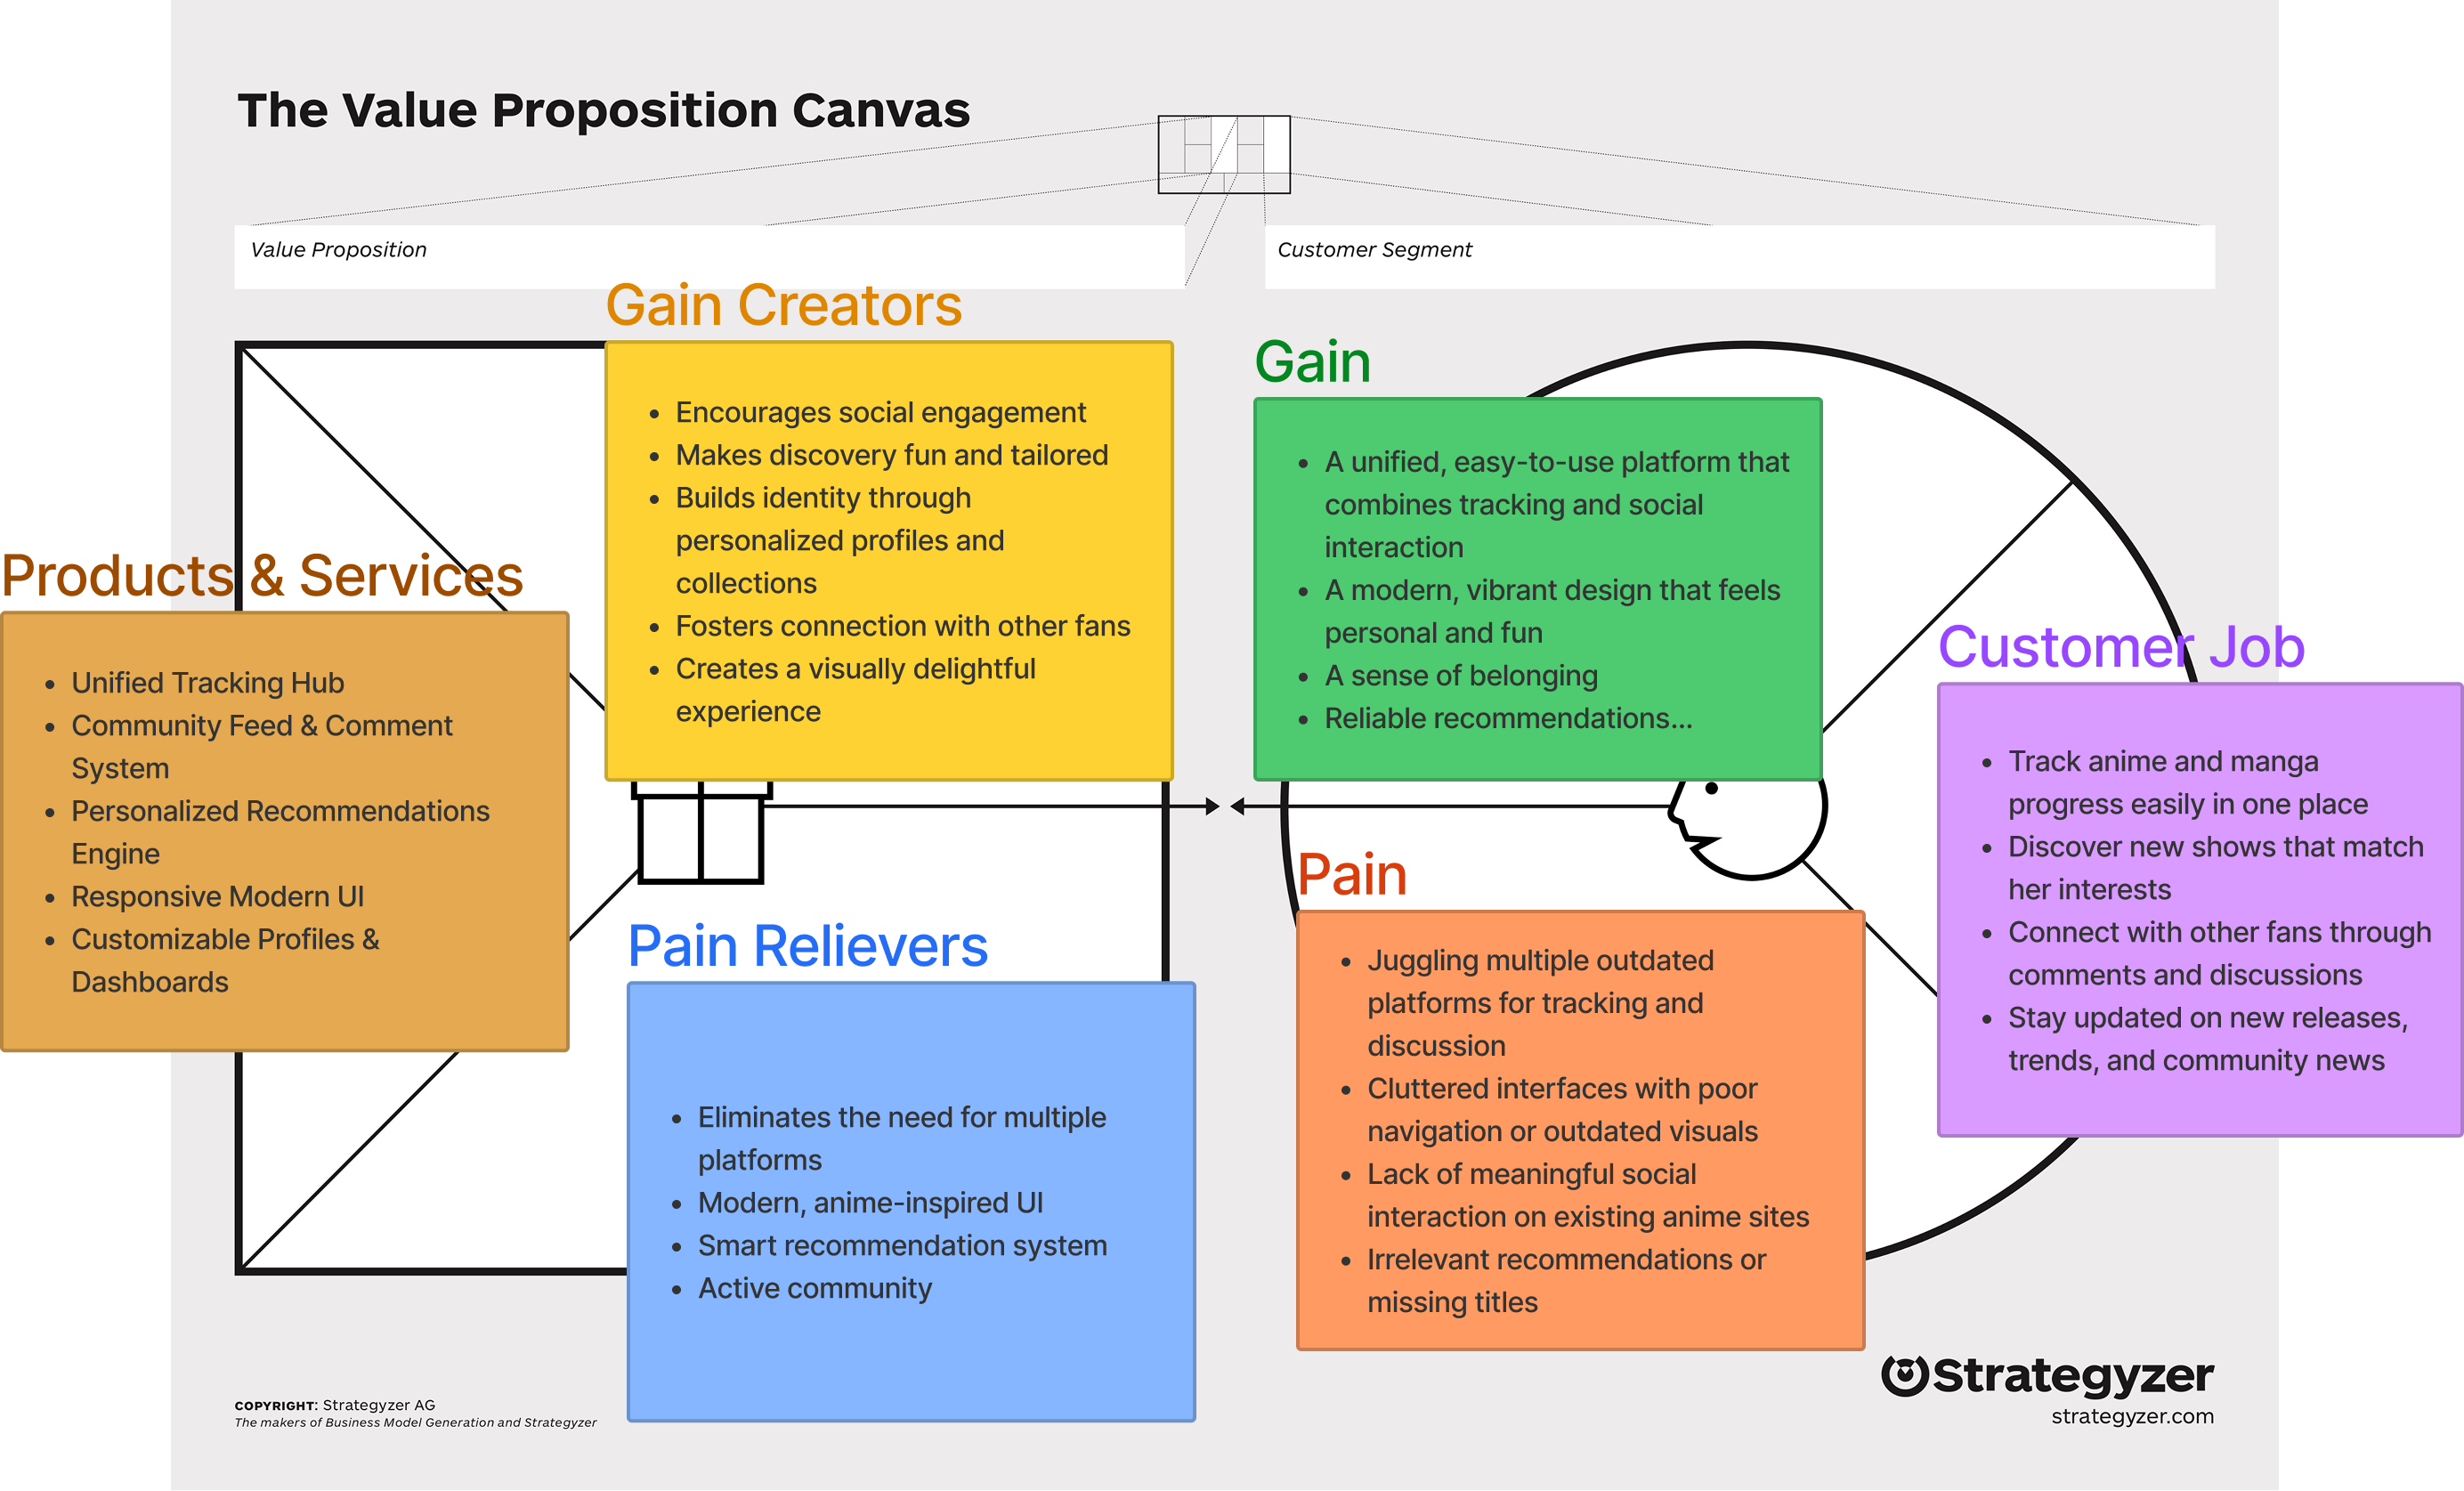 The Value Proposition Canvas
Value Proposition
Customer Segment
Gain Creators
• Encourages social engagement
• Makes discovery fun and tailored
• Builds identity through
personalized profiles and
collections
• Fosters connection with other fans
• Creates a visually delightful
experience
Gain
• A unified, easy-to-use platform that
combines tracking and social
interaction
• A modern, vibrant design that feels
personal and fun
• A sense of belonging
• Reliable recommendations...
Products & Services
• Unified Tracking Hub
• Community Feed & Comment
System
• Personalized Recommendations
Engine
• Responsive Modern UI
• Customizable Profiles &
Dashboards
Customer Job
• Track anime and manga
progress easily in one place
• Discover new shows that match
her interests
• Connect with other fans through
comments and discussions
• Stay updated on new releases,
trends, and community news
Pain Relievers
• Eliminates the need for multiple
platforms
• Modern, anime-inspired UI
• Smart recommendation system
• Active community
Pain
• Juggling multiple outdated
platforms for tracking and
discussion
• Cluttered interfaces with poor
navigation or outdated visuals
• Lack of meaningful social
interaction on existing anime sites
• Irrelevant recommendations or
missing titles
COPYRIGHT: Strategyzer AG
The makers of Business Model Generation and Strategyzer
Strategyzer
strategyzer.com